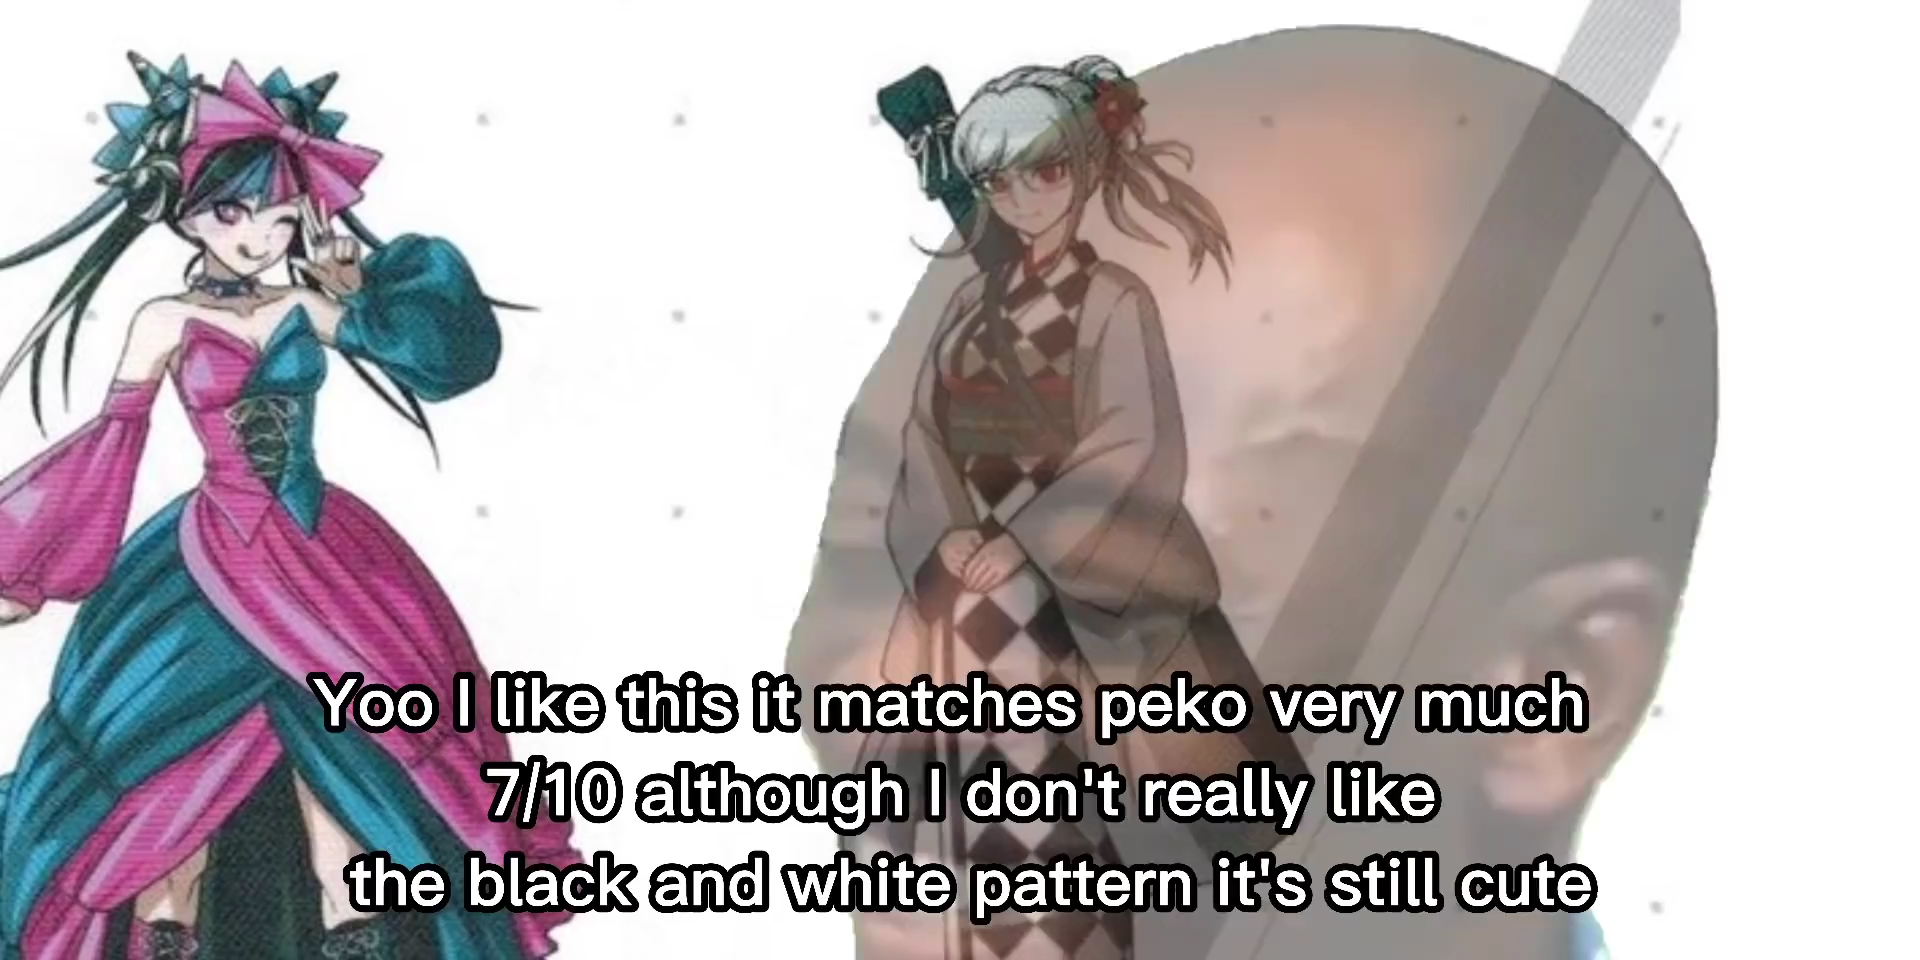 Yoo I like this it matches peko very much
7/10 although I don't really like
the black and white pattern it's still cute